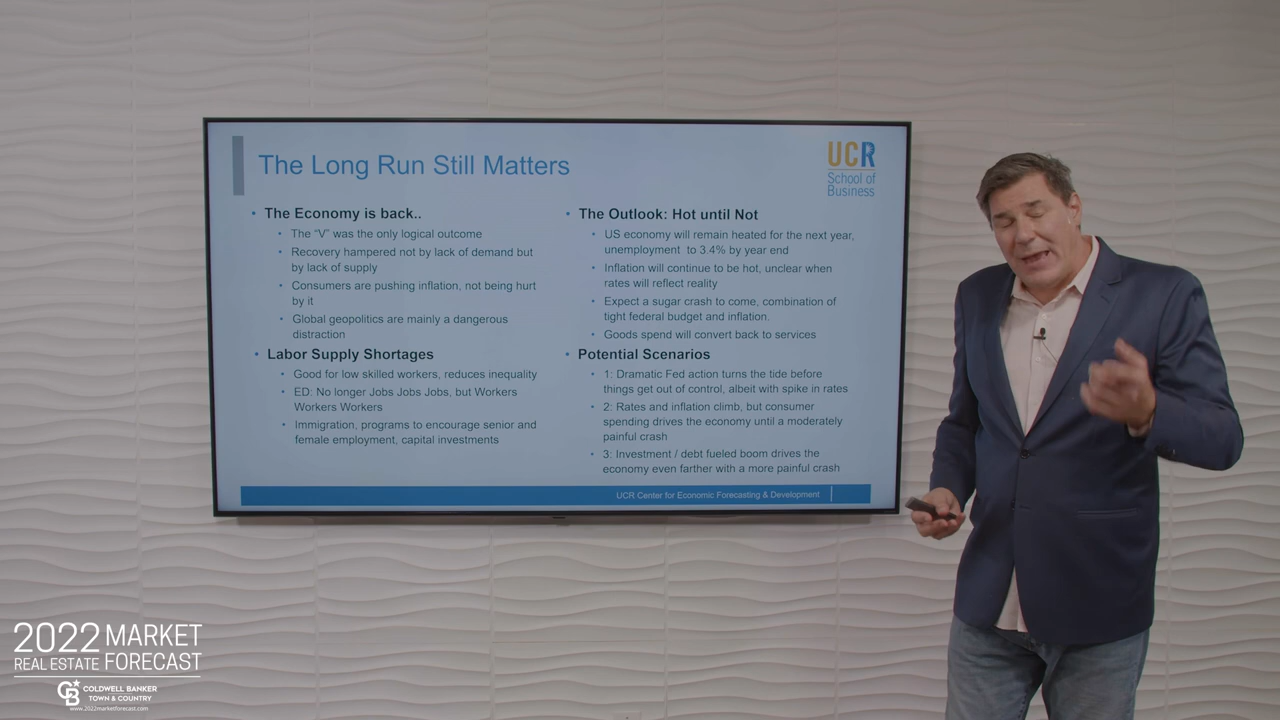 The Long Run Still Matters
UCR
School of
Business
• The Economy is back..
• The “V” was the only logical outcome
• Recovery hampered not by lack of demand but
by lack of supply
• Consumers are pushing inflation, not being hurt
by it
• Global geopolitics are mainly a dangerous
distraction
• Labor Supply Shortages
• Good for low skilled workers, reduces inequality
• ED: No longer Jobs Jobs Jobs, but Workers
Workers Workers
• Immigration, programs to encourage senior and
female employment, capital investments
• The Outlook: Hot until Not
• US economy will remain heated for the next year,
unemployment to 3.4% by year end
• Inflation will continue to be hot, unclear when
rates will reflect reality
• Expect a sugar crash to come, combination of
tight federal budget and inflation.
• Goods spend will convert back to services
• Potential Scenarios
• 1: Dramatic Fed action turns the tide before
things get out of control, albeit with spike in rates
• 2: Rates and inflation climb, but consumer
spending drives the economy until a moderately
painful crash
• 3: Investment / debt fueled boom drives the
economy even farther with a more painful crash
UCR Center for Economic Forecasting & Development
2022 MARKET
REAL ESTATE FORECAST
CB COLDWELL BANKER
TOWN & COUNTRY
www.2022marketforecast.com